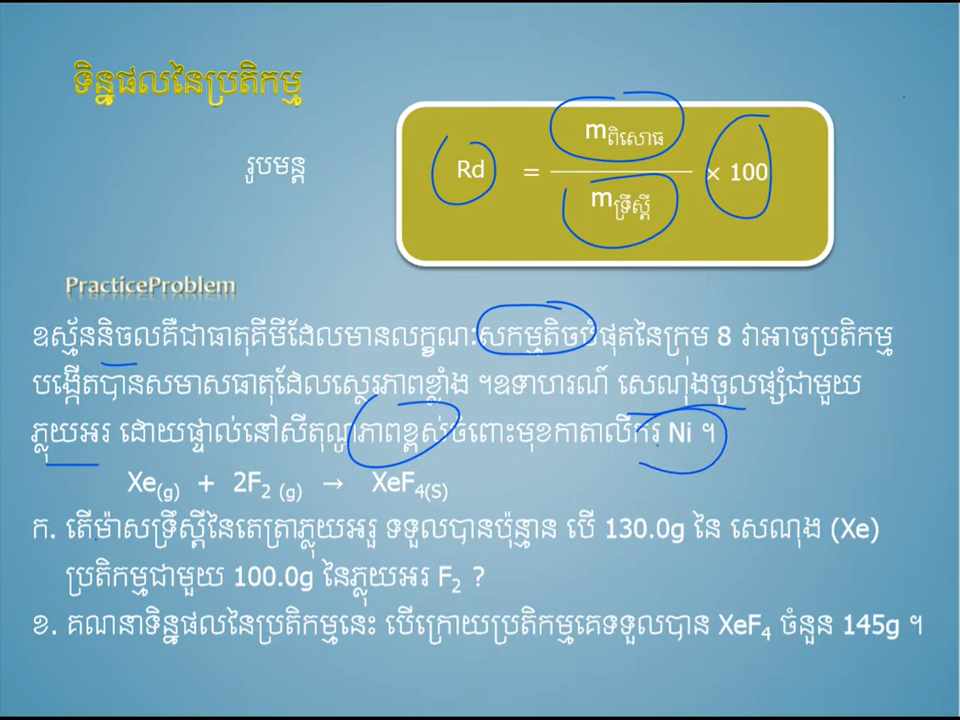 ទិន្នផលនៃប្រតិកម្ម
រូបមន្ត
Rd = mពិសោធ / mទ្រឹស្តី × 100
PracticeProblem
ឧស្ម័ននិចលគឺជាធាតុគីមីដែលមានលក្ខណៈសកម្មតិចបំផុតនៃក្រុម 8 វាអាចប្រតិកម្ម
បង្កើតបានសមាសធាតុដែលស្ថេរភាពខ្លាំង ។ឧទាហរណ៍ សេណុងចូលផ្សំជាមួយ
ភ្លុយអរ ដោយផ្ទាល់នៅសីតុណ្ហភាពខ្ពស់ចំពោះមុខកាតាលីករ Ni ។
Xe(g) + 2F2 (g) → XeF4(S)
ក. តើម៉ាសទ្រឹស្តីនៃតេត្រាភ្លុយអរួ ទទួលបានប៉ុន្មាន បើ 130.0g នៃ សេណុង (Xe)
ប្រតិកម្មជាមួយ 100.0g នៃភ្លុយអរ F2 ?
ខ. គណនាទិន្នផលនៃប្រតិកម្មនេះ បើក្រោយប្រតិកម្មគេទទួលបាន XeF4 ចំនួន 145g ។